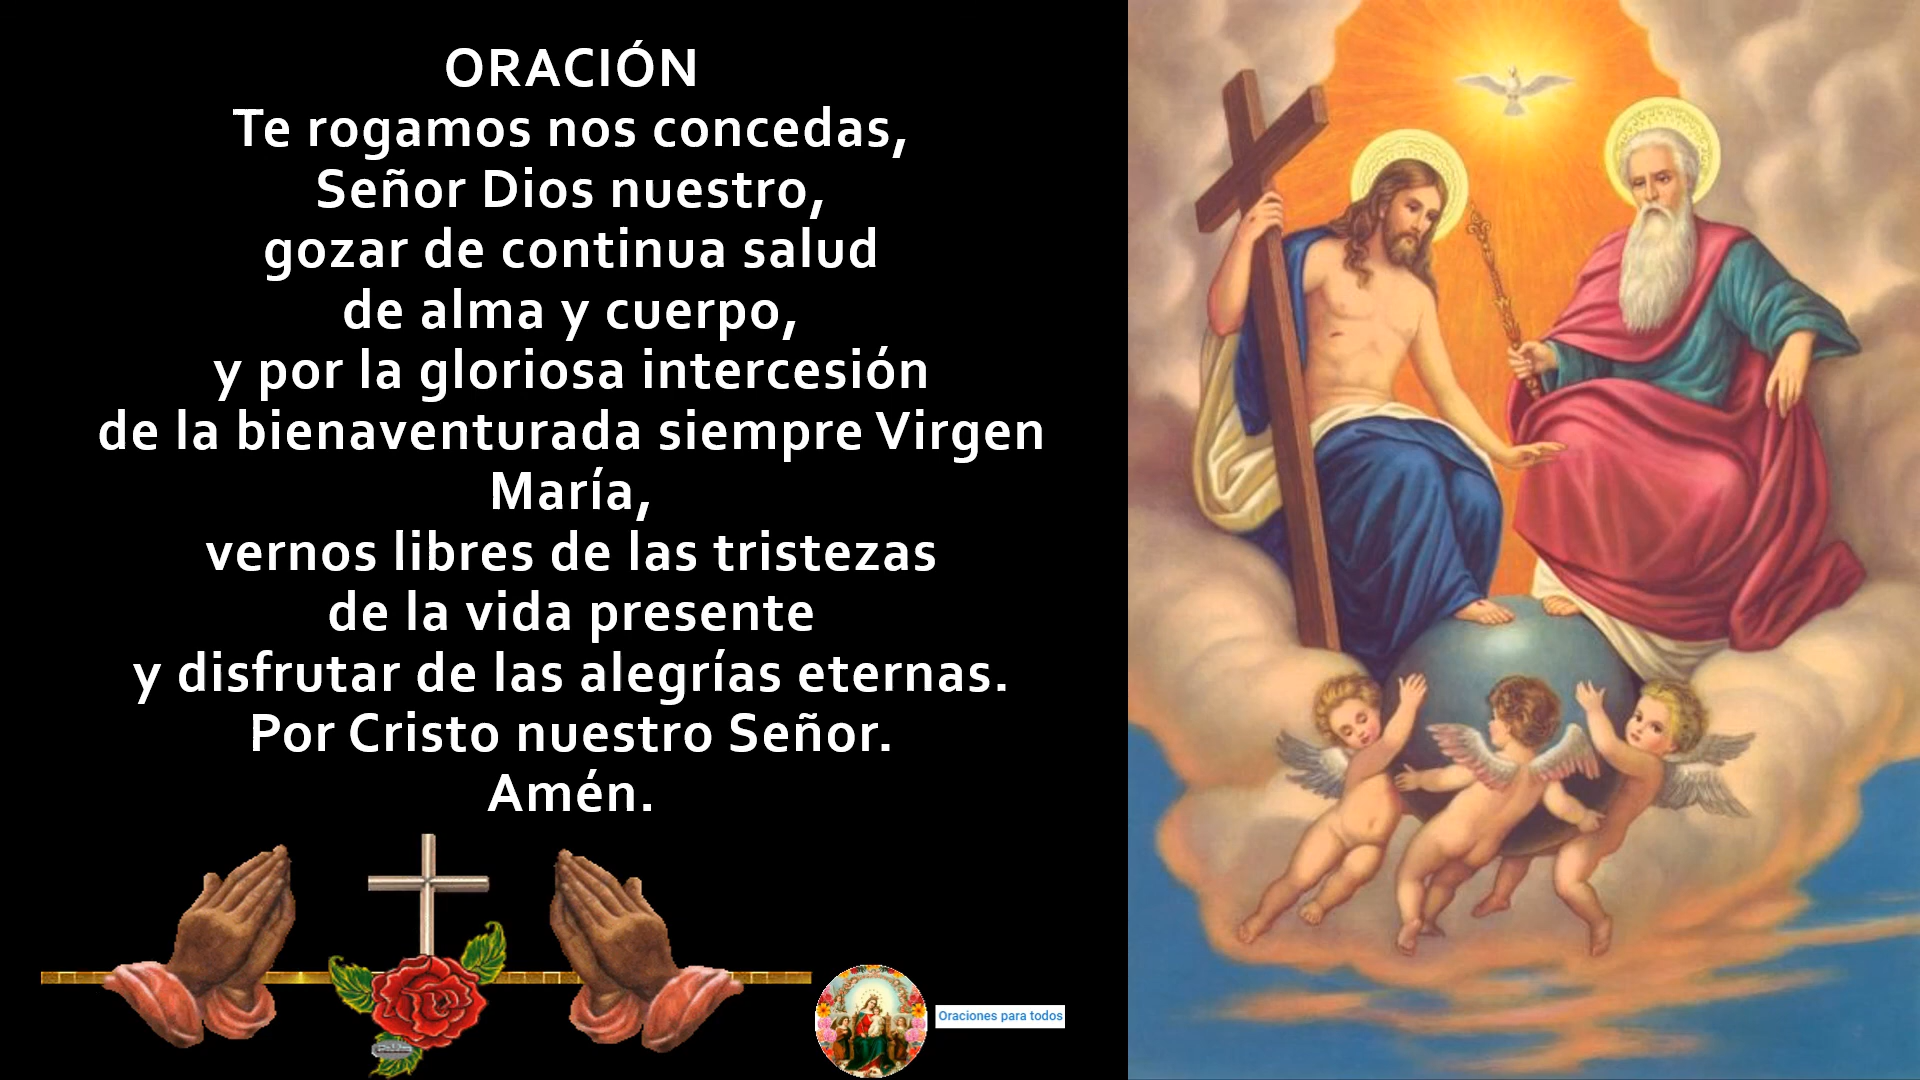 ORACIÓN
Te rogamos nos concedas,
Señor Dios nuestro,
gozar de continua salud
de alma y cuerpo,
y por la gloriosa intercesión
de la bienaventurada siempre Virgen
María,
vernos libres de las tristezas
de la vida presente
y disfrutar de las alegrías eternas.
Por Cristo nuestro Señor.
Amén.
Oraciones para todos